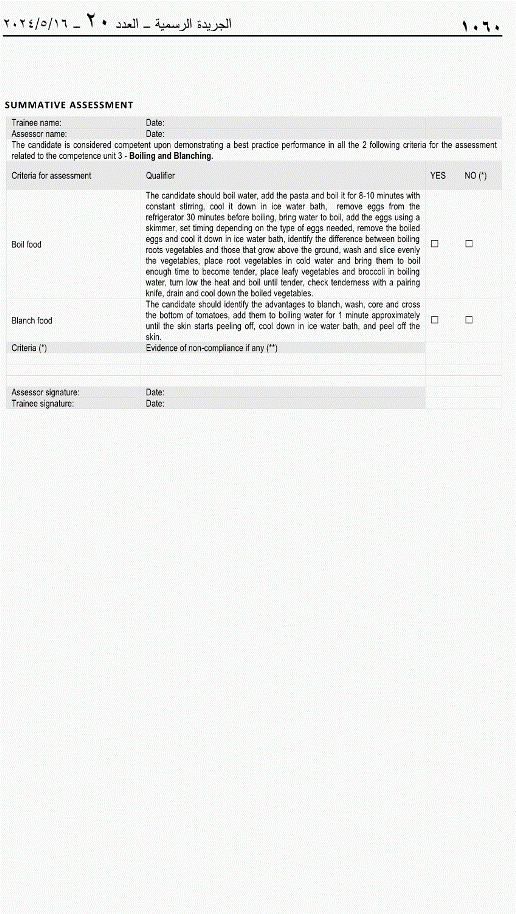 ١٠٦٠ الجريدة الرسمية ــ العدد ٢٠ ــ ٢٠٢٤/٥/١٦
SUMMATIVE ASSESSMENT
Trainee name: Date:
Assessor name: Date:
The candidate is considered competent upon demonstrating a best practice performance in all the 2 following criteria for the assessment
related to the competence unit 3 - Boiling and Blanching.
Criteria for assessment Qualifier YES NO (*)
The candidate should boil water, add the pasta and boil it for 8-10 minutes with
constant stirring, cool it down in ice water bath, remove eggs from the
refrigerator 30 minutes before boiling, bring water to boil, add the eggs using a
skimmer, set timing depending on the type of eggs needed, remove the boiled
eggs and cool it down in ice water bath, identify the difference between boiling
Boil food roots vegetables and those that grow above the ground, wash and slice evenly ☐ ☐
the vegetables, place root vegetables in cold water and bring them to boil
enough time to become tender, place leafy vegetables and broccoli in boiling
water, turn low the heat and boil until tender, check tenderness with a pairing
knife, drain and cool down the boiled vegetables.
The candidate should identify the advantages to blanch, wash, core and cross
Blanch food the bottom of tomatoes, add them to boiling water for 1 minute approximately ☐ ☐
until the skin starts peeling off, cool down in ice water bath, and peel off the
skin.
Criteria (*) Evidence of non-compliance if any (**)
Assessor signature: Date:
Trainee signature: Date: